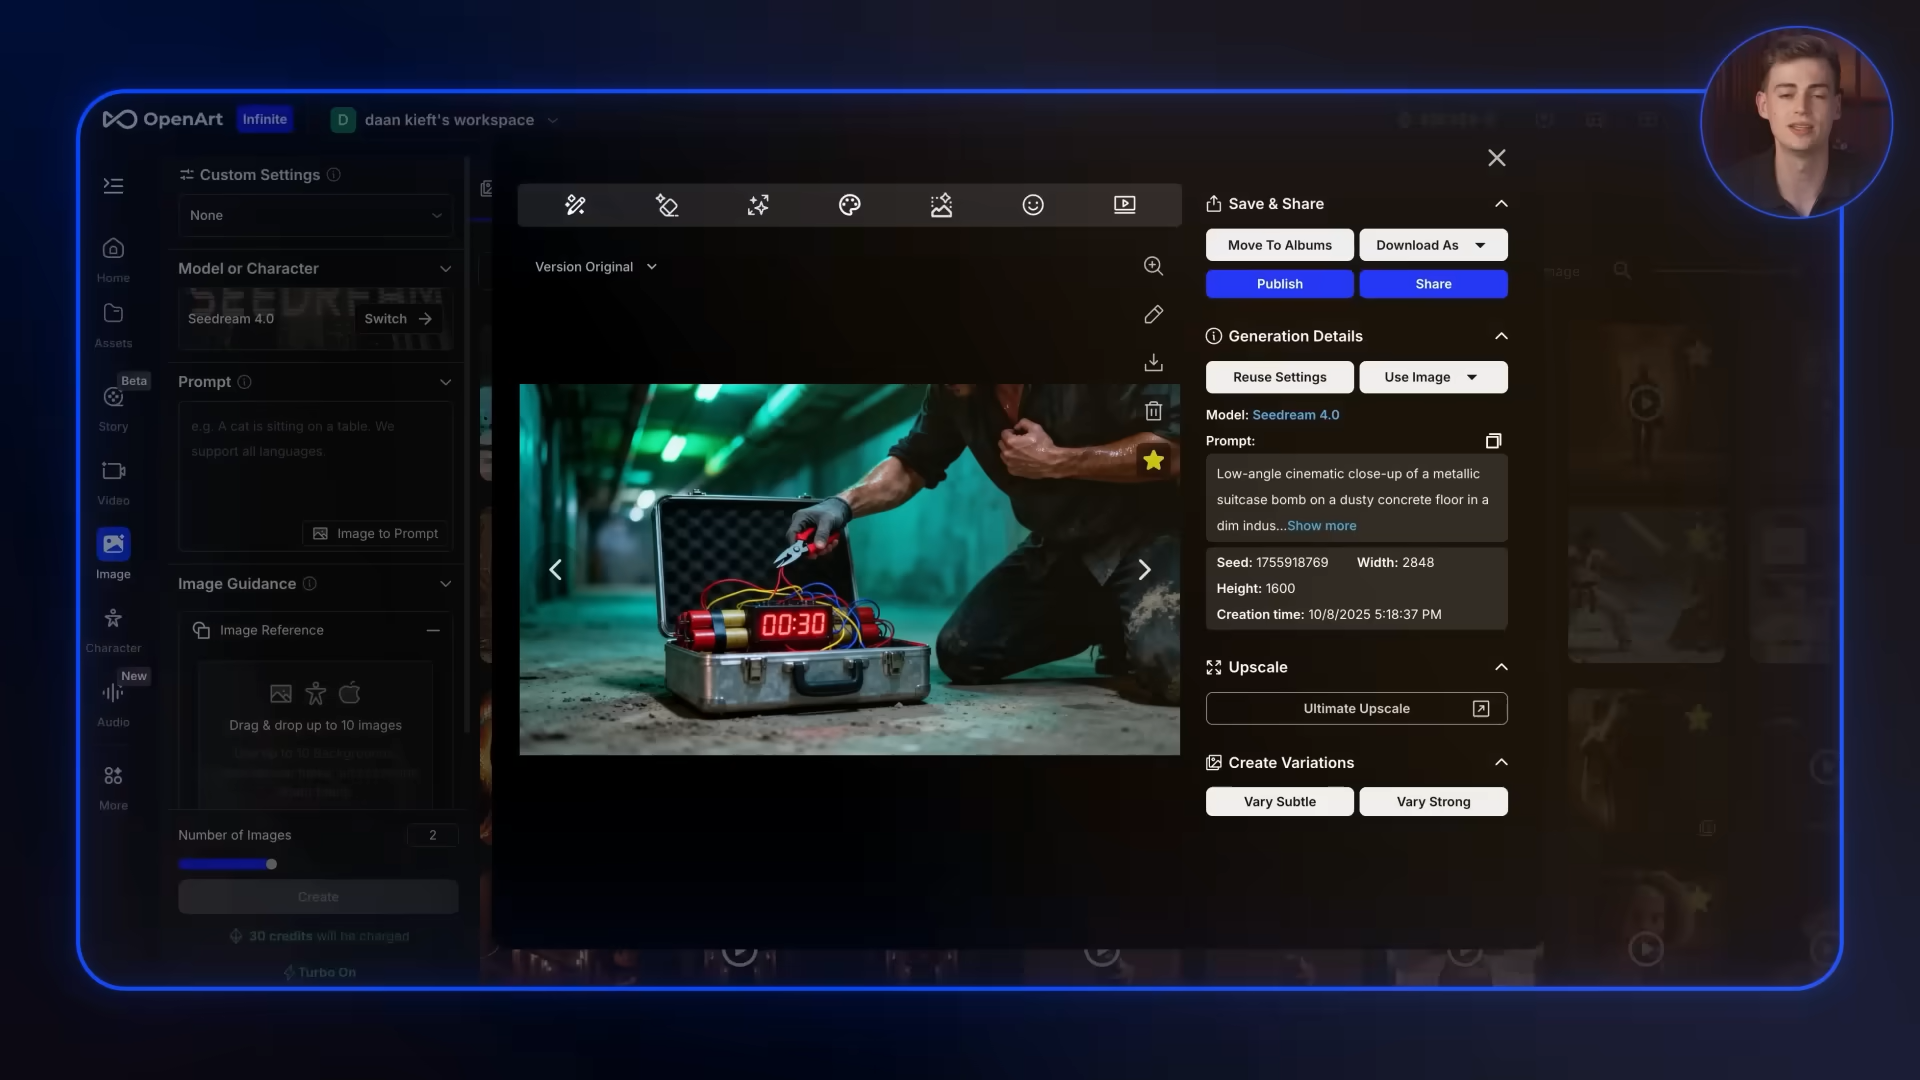 OpenArt
Infinite
D
daan kieft's workspace
Custom Settings
None
Model or Character
SEEDREAM
Seedream 4.0
Switch
Prompt
e.g. A cat is sitting on a table. We
support all languages.
Image to Prompt
Image Guidance
Image Reference
Drag & drop up to 10 images
Number of Images
2
Create
30 credits will be charged
Turbo On
Home
Assets
Beta
Story
Video
Image
Character
New
Audio
More
Version Original
00:30
Save & Share
Move To Albums
Download As
Publish
Share
Generation Details
Reuse Settings
Use Image
Model: Seedream 4.0
Prompt:
Low-angle cinematic close-up of a metallic
suitcase bomb on a dusty concrete floor in a
dim indus...Show more
Seed: 1755918769 Width: 2848
Height: 1600
Creation time: 10/8/2025 5:18:37 PM
Upscale
Ultimate Upscale
Create Variations
Vary Subtle
Vary Strong